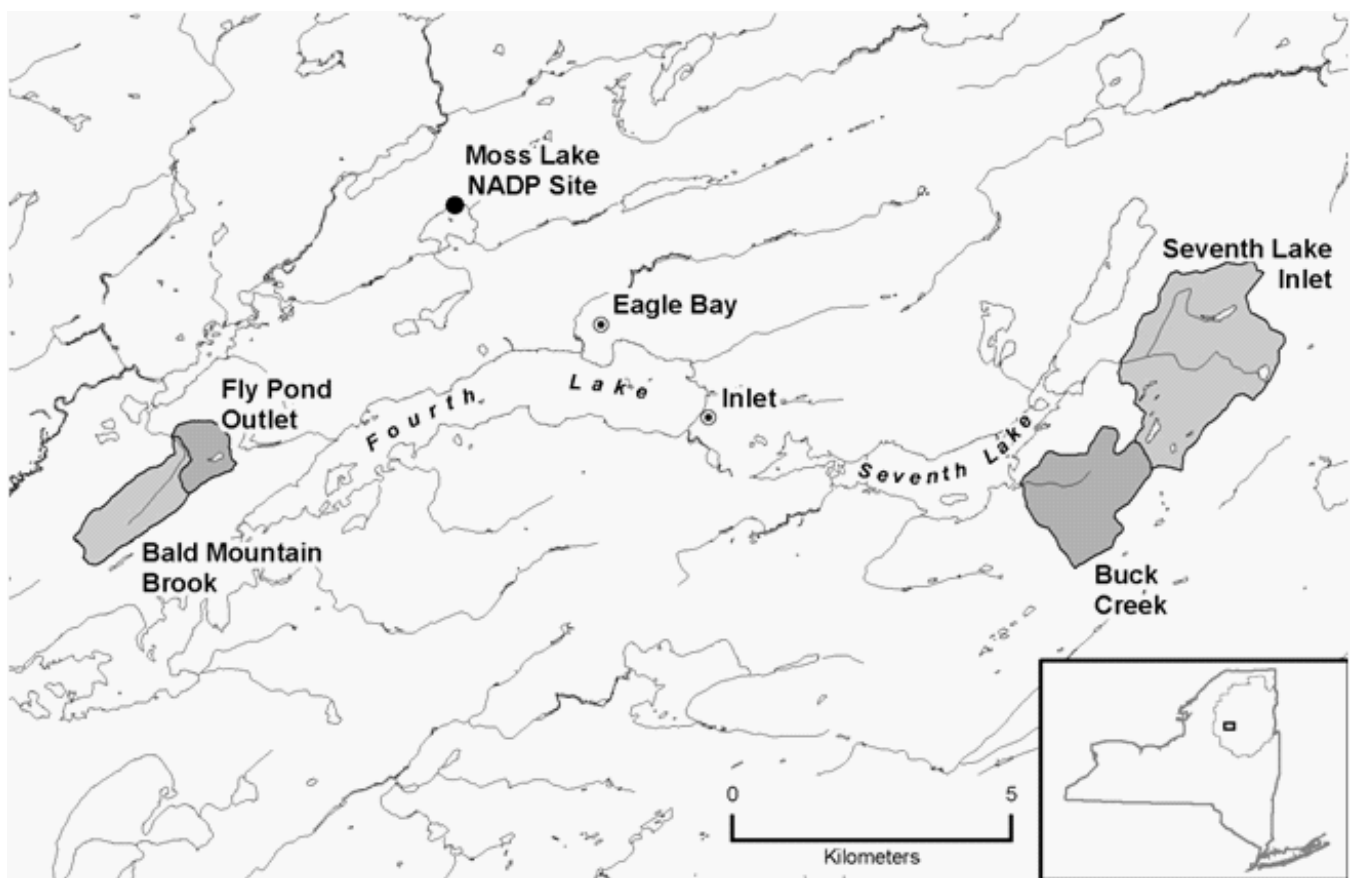 Moss Lake
NADP Site
Seventh Lake
Inlet
Eagle Bay
Fly Pond
Outlet
Fourth Lake
Inlet
Seventh Lake
Bald Mountain
Brook
Buck
Creek
0 5
Kilometers